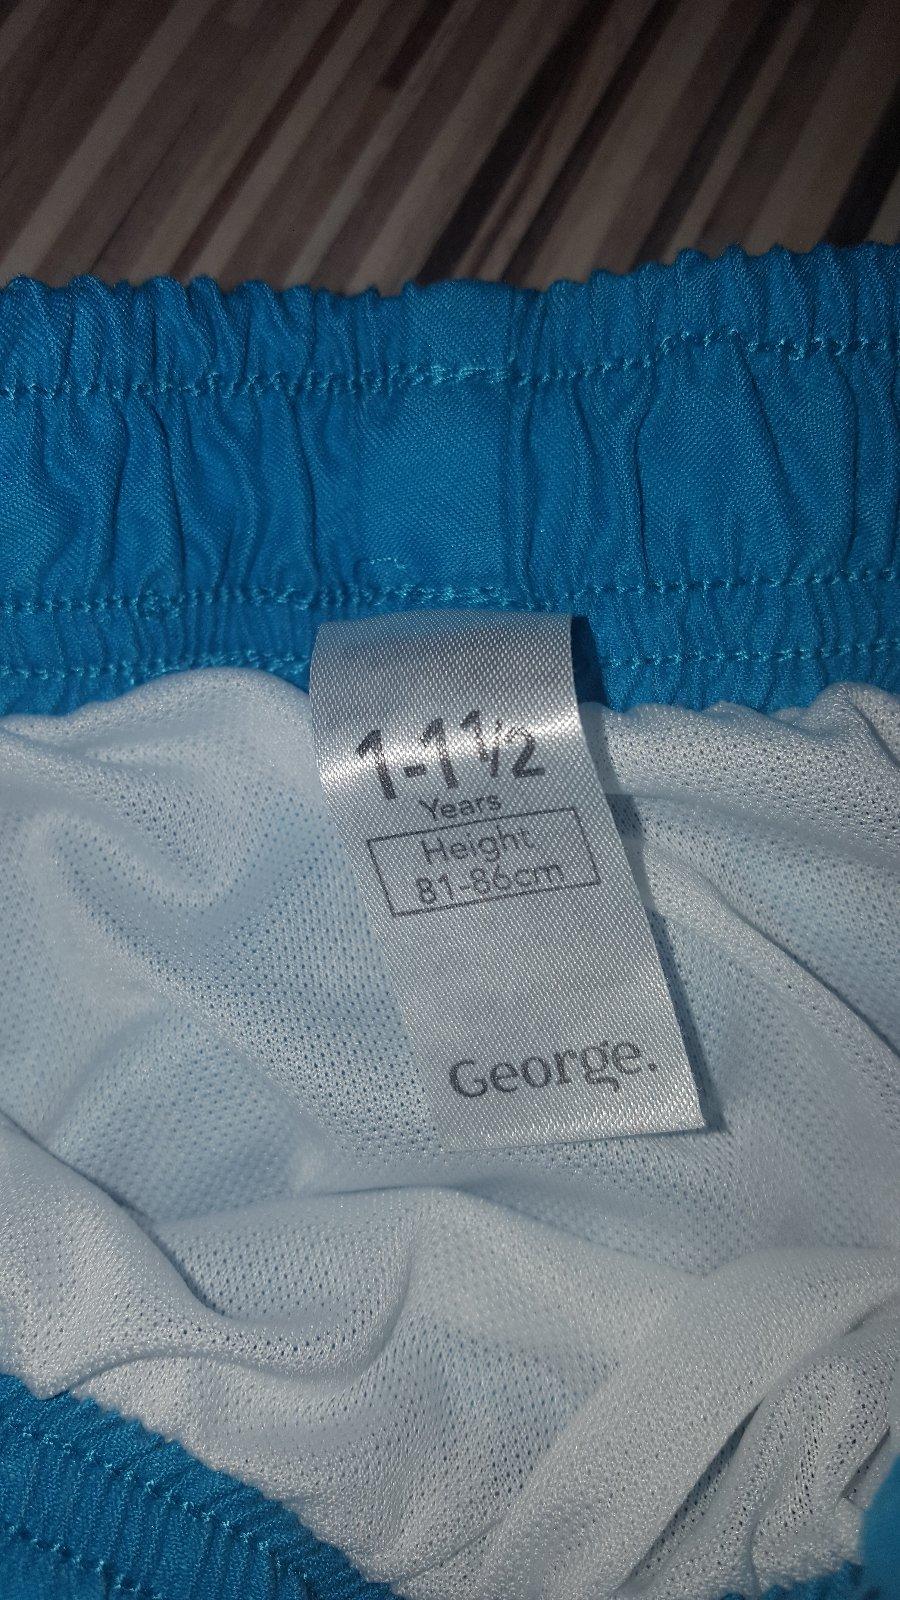 1-1½
Years
Height
81-86cm
George.